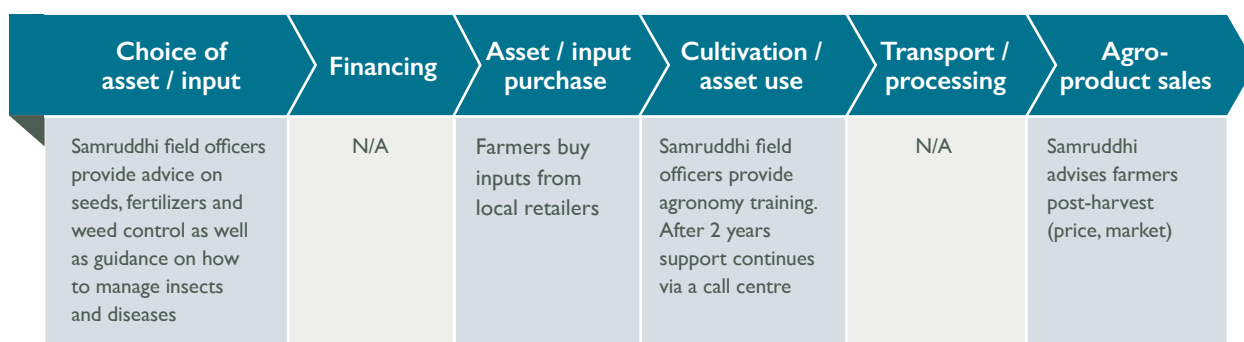 Choice of
asset / input
Financing
Asset / input
purchase
Cultivation /
asset use
Transport /
processing
Agro-
product sales
Samruddhi field officers
provide advice on
seeds, fertilizers and
weed control as well
as guidance on how
to manage insects
and diseases
N/A
Farmers buy
inputs from
local retailers
Samruddhi field
officers provide
agronomy training.
After 2 years
support continues
via a call centre
N/A
Samruddhi
advises farmers
post-harvest
(price, market)